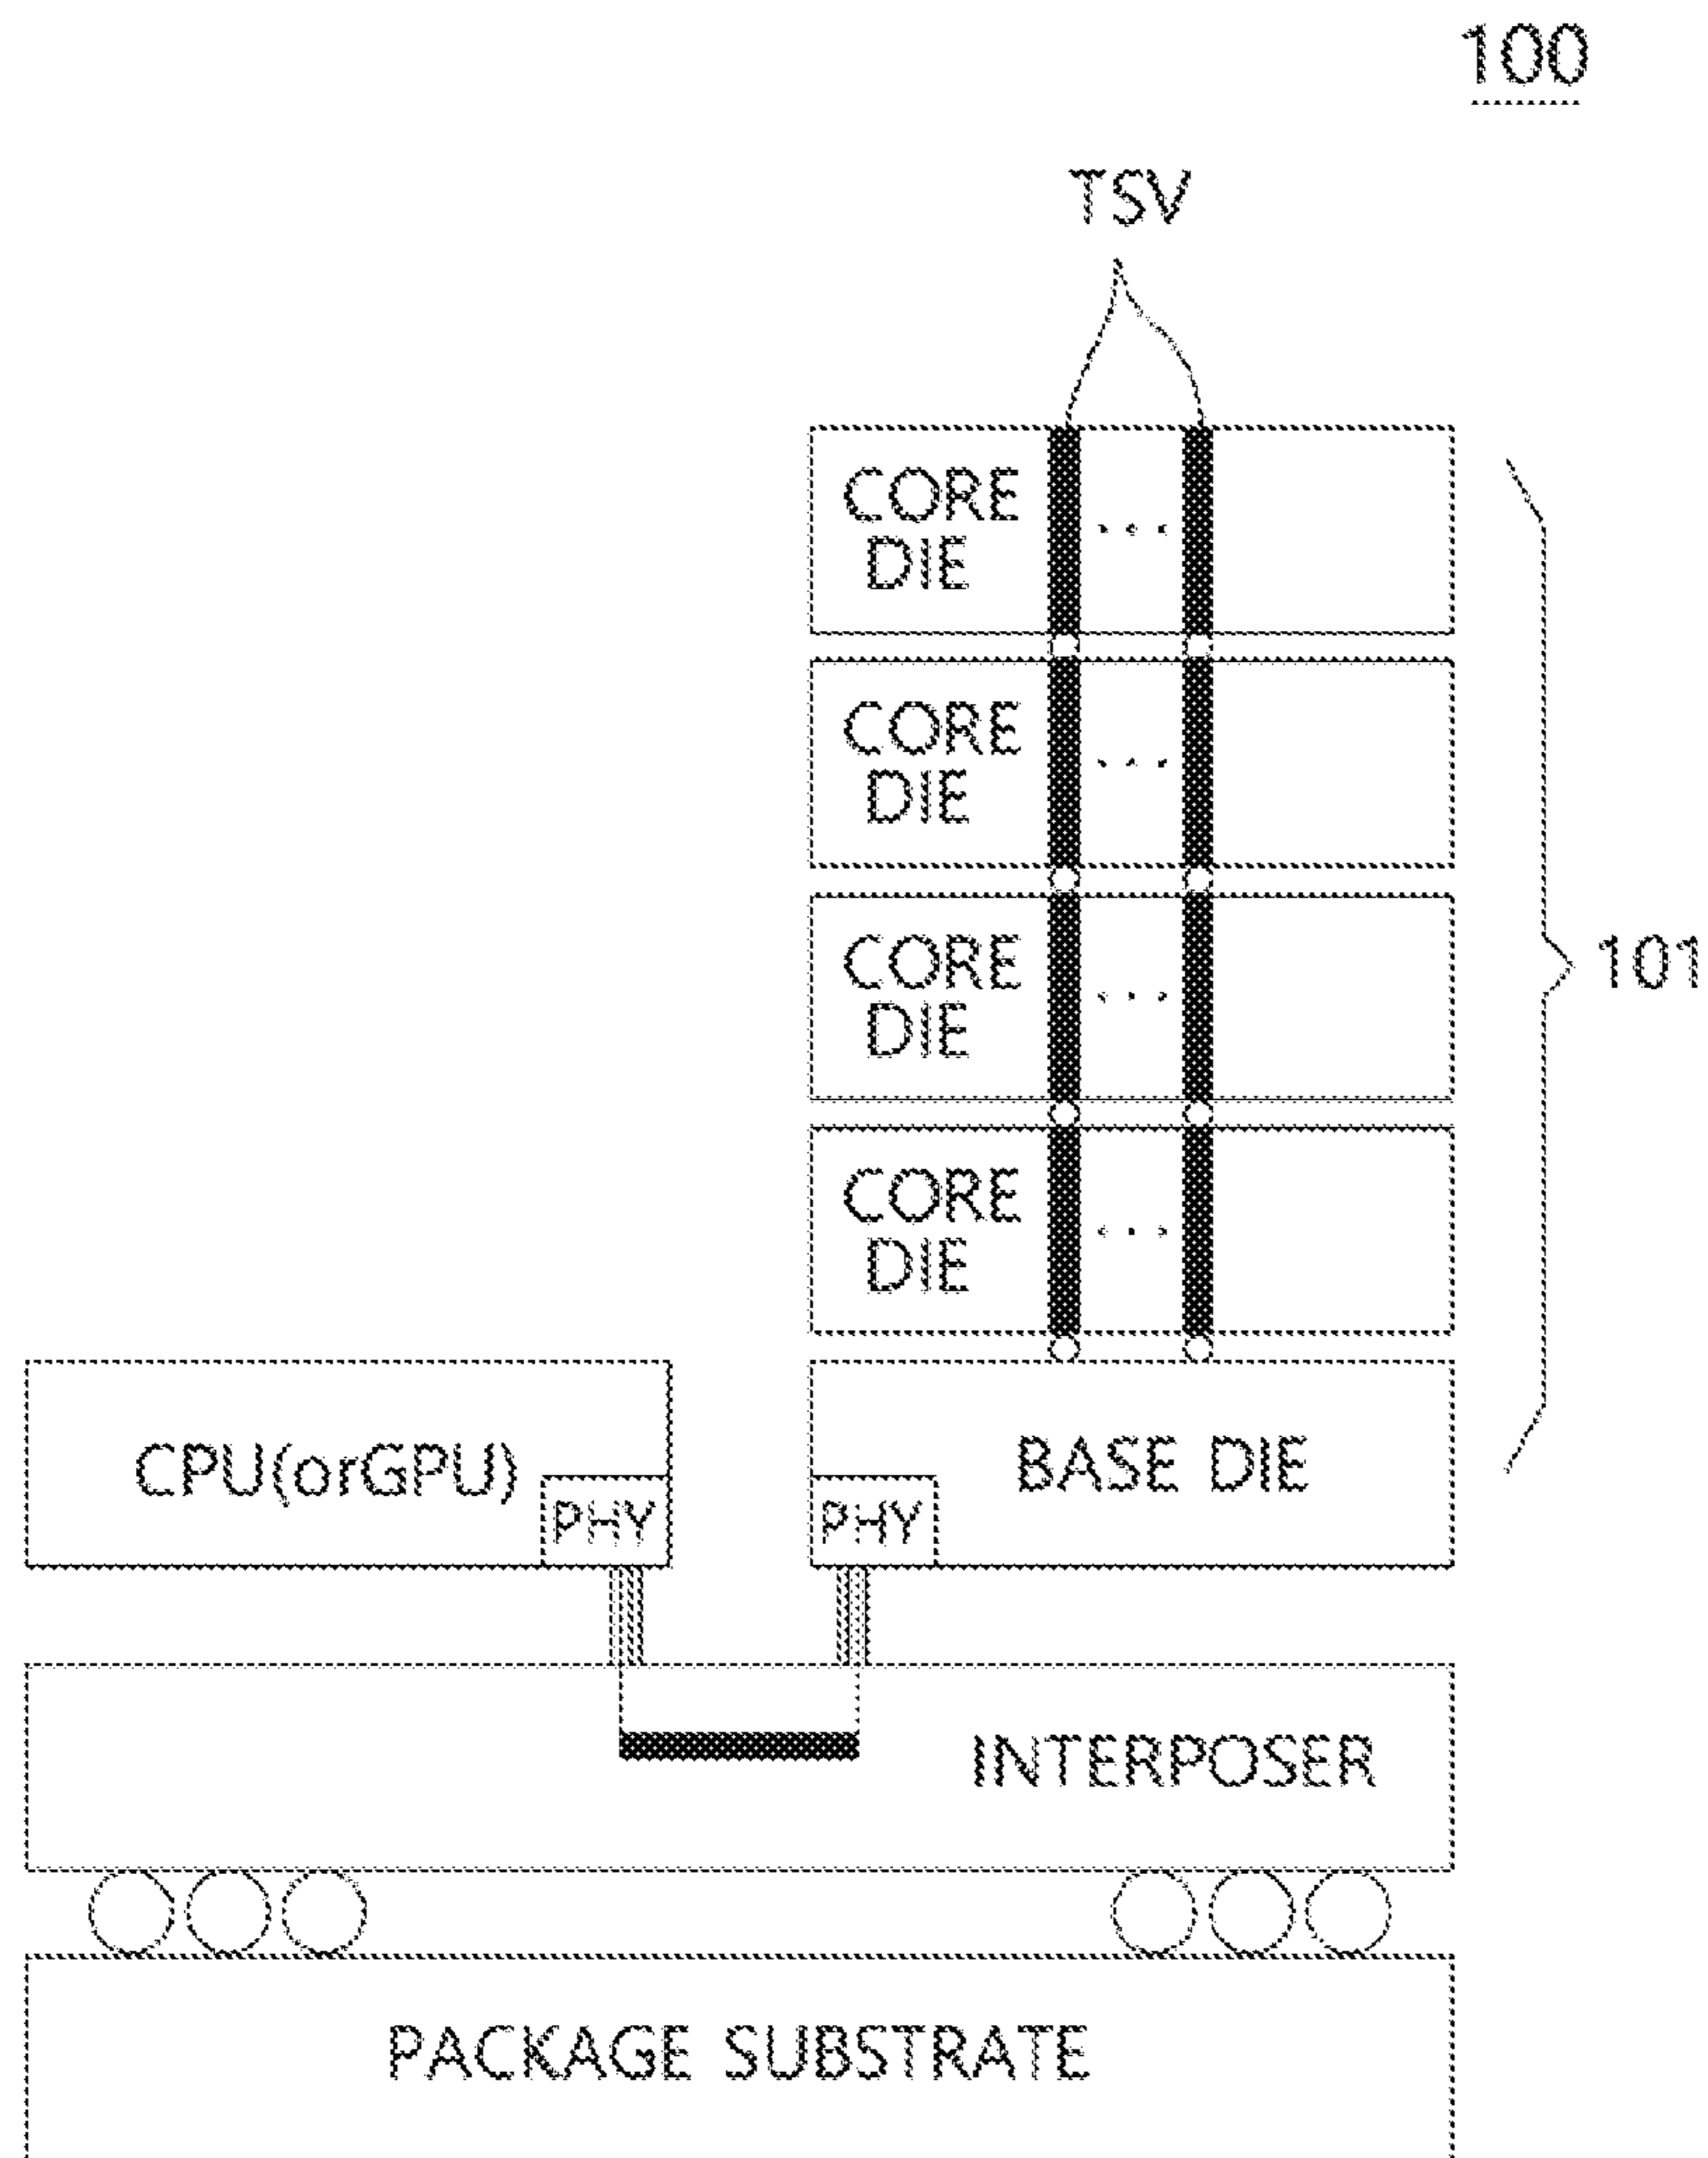 100
TSV
CORE
DIE
...
CORE
DIE
...
CORE
DIE
...
CORE
DIE
...
101
CPU(orGPU)
PHY
PHY
BASE DIE
INTERPOSER
PACKAGE SUBSTRATE